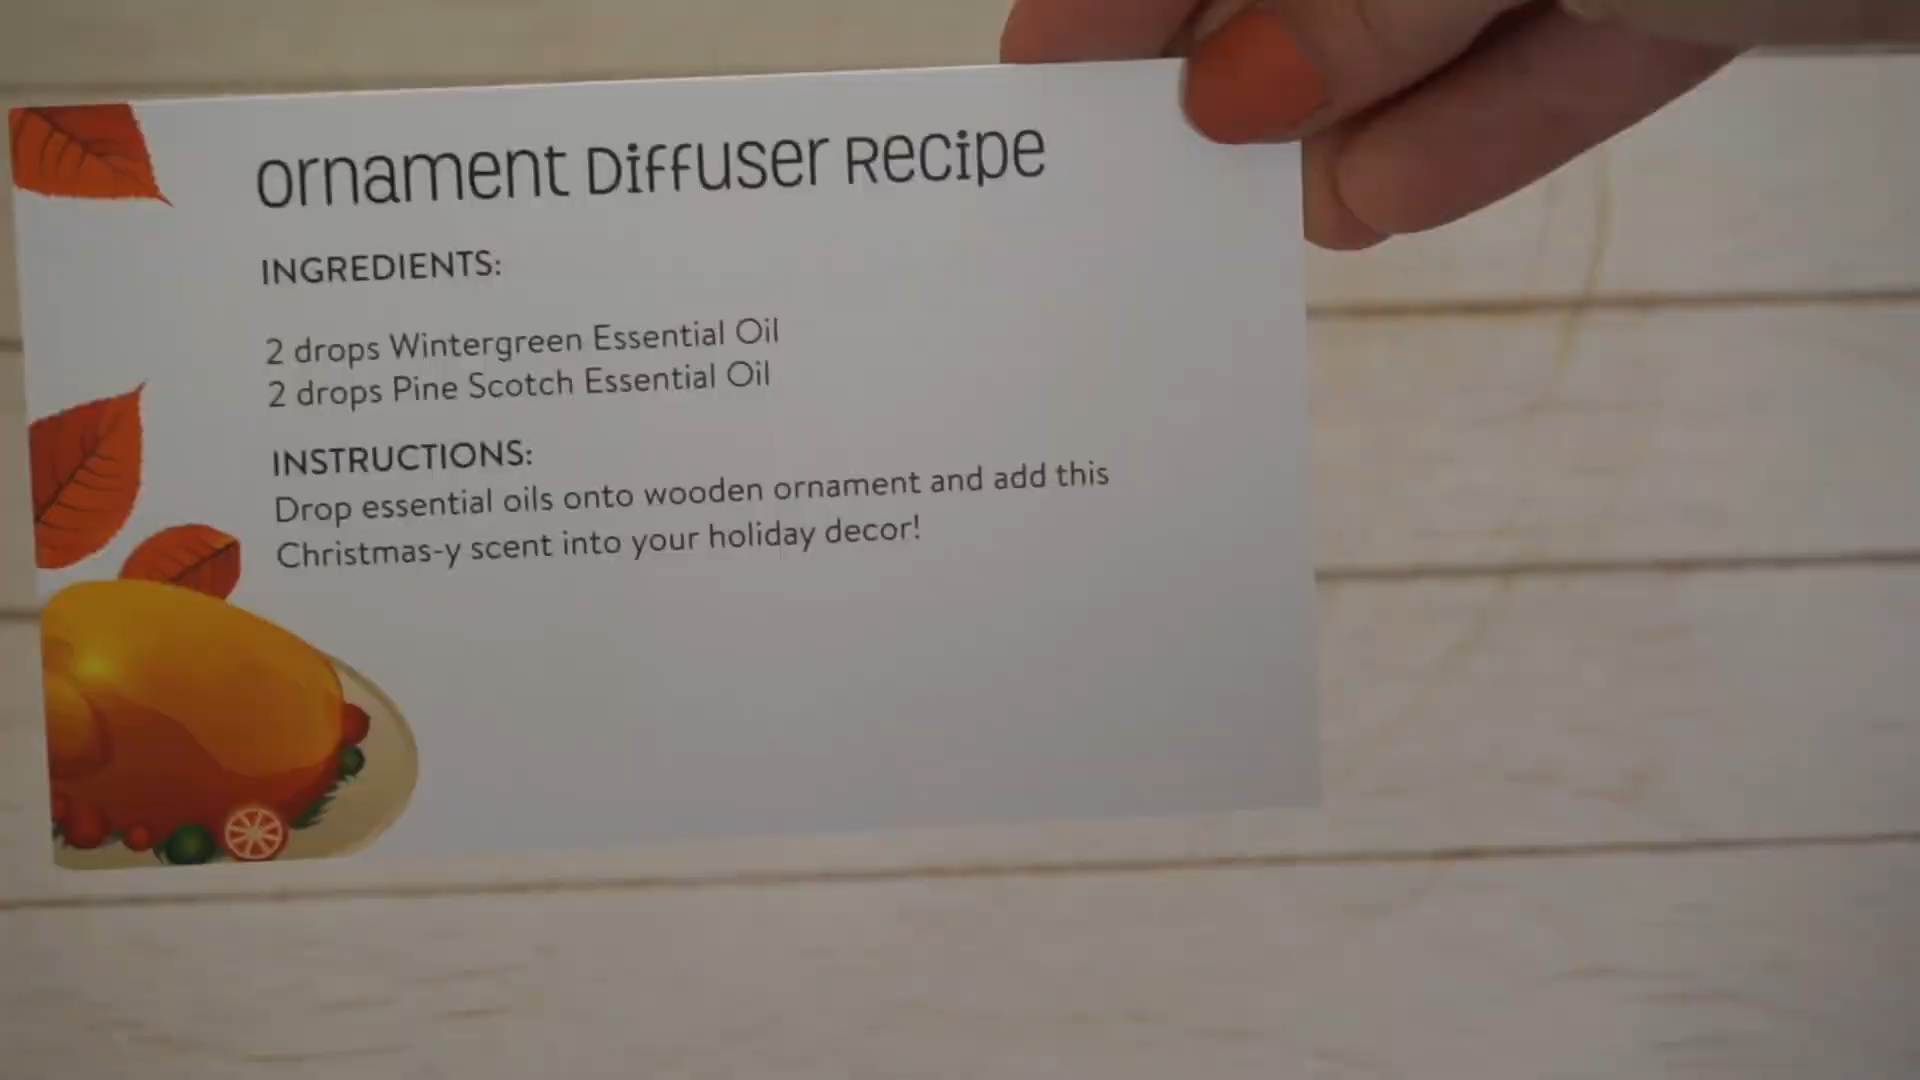 Ornament Diffuser Recipe
INGREDIENTS:
2 drops Wintergreen Essential Oil
2 drops Pine Scotch Essential Oil
INSTRUCTIONS:
Drop essential oils onto wooden ornament and add this
Christmas-y scent into your holiday decor!